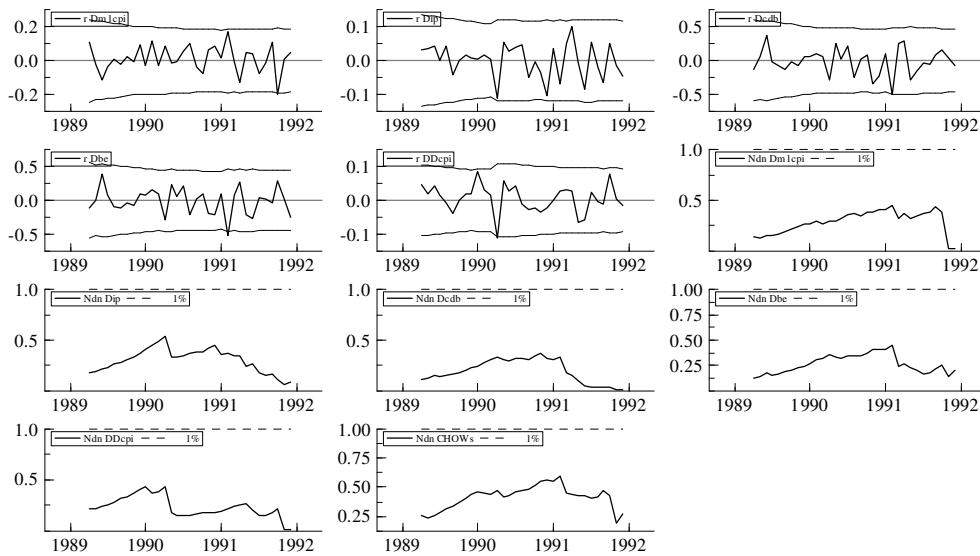 0.2 r Dm1cpi
0.0
-0.2
1989 1990 1991 1992
0.1 r Dip
0.0
-0.1
1989 1990 1991 1992
0.5 r Dcdb
0.0
-0.5
1989 1990 1991 1992
0.5 r Dbe
0.0
-0.5
1989 1990 1991 1992
0.1 r DDcpi
0.0
0.1
1989 1990 1991 1992
1.0 Ndn Dm1cpi 1%
0.5
1989 1990 1991 1992
1.0 Ndn Dip 1%
0.5
1989 1990 1991 1992
1.00 Ndn Dcdb 1%
0.5
1989 1990 1991 1992
1.00 Ndn Dbe 1%
0.75
0.50
0.25
1989 1990 1991 1992
1.00 Ndn DDcpi 1%
0.5
1989 1990 1991 1992
1.00 Ndn CHOWs 1%
0.75
0.50
0.25
1989 1990 1991 1992